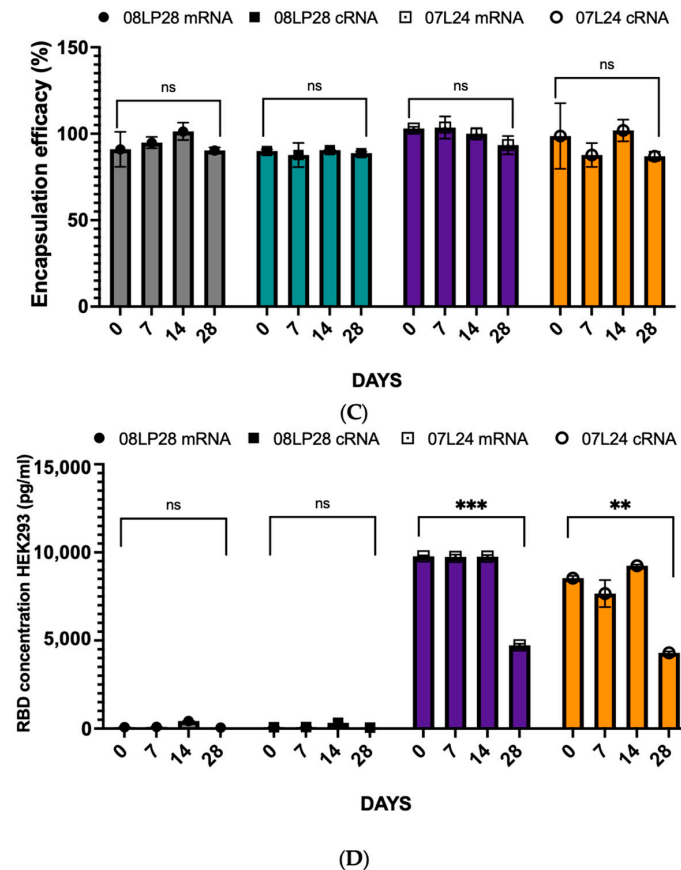 08LP28 mRNA 08LP28 cRNA 07L24 mRNA 07L24 cRNA
Encapsulation efficacy (%)
150
100
50
0
ns ns ns ns
0 7 14 28 0 7 14 28 0 7 14 28 0 7 14 28
DAYS
(C)
08LP28 mRNA 08LP28 cRNA 07L24 mRNA 07L24 cRNA
RBD concentration HEK293 (pg/ml)
15,000
10,000
5,000
0
ns ns *** **
0 7 14 28 0 7 14 28 0 7 14 28 0 7 14 28
DAYS
(D)